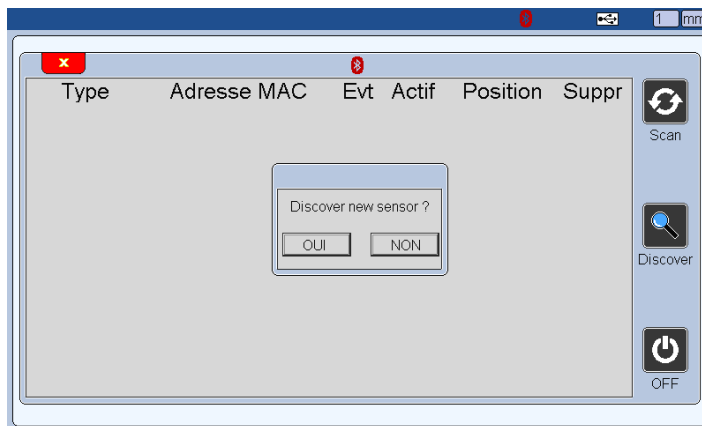 1 mm
x
Type Adresse MAC Evt Actif Position Suppr
Scan
Discover new sensor ?
OUI NON
Discover
OFF